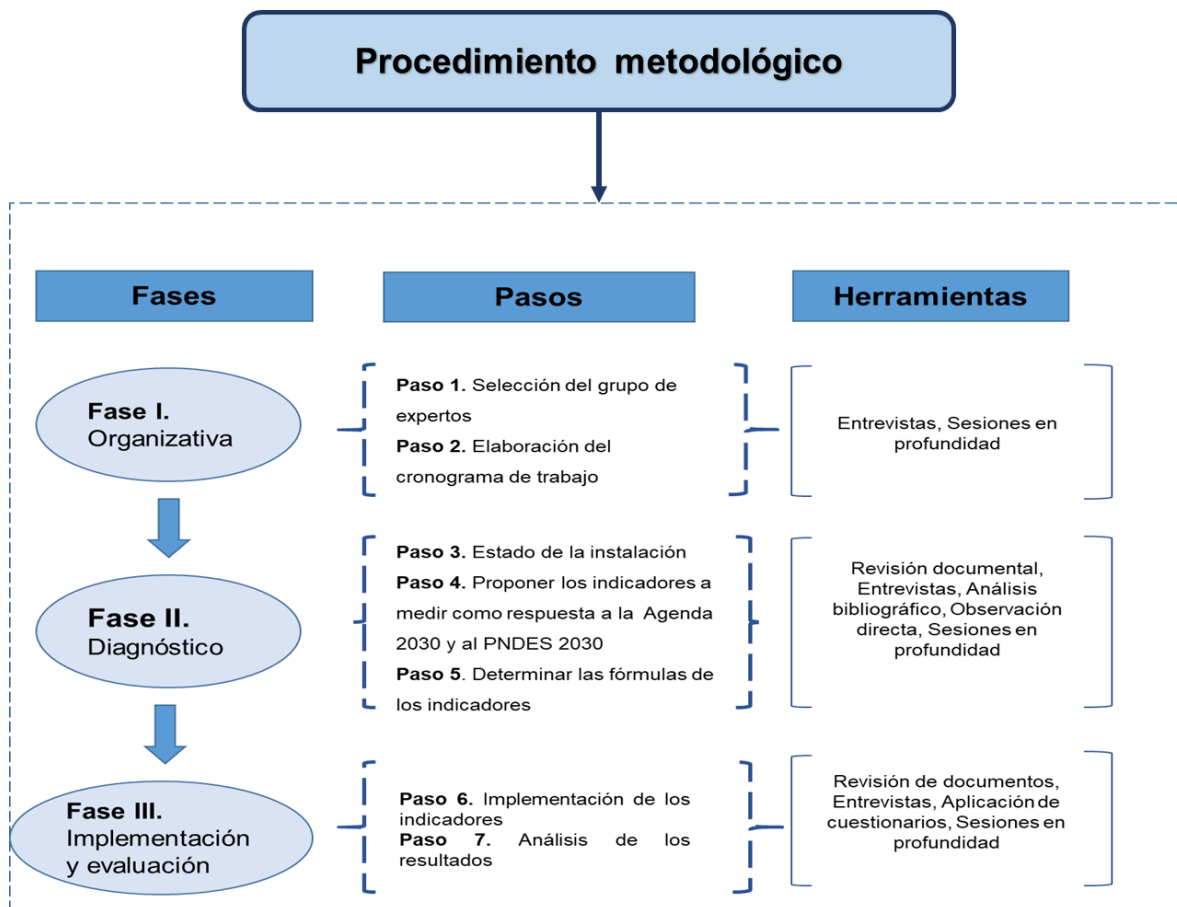 Procedimiento metodológico
Fases
Pasos
Herramientas
Fase I.
Organizativa
Paso 1. Selección del grupo de
expertos
Paso 2. Elaboración del
cronograma de trabajo
Entrevistas, Sesiones en
profundidad
Fase II.
Diagnóstico
Paso 3. Estado de la instalación
Paso 4. Proponer los indicadores a
medir como respuesta a la Agenda
2030 y al PNDES 2030
Paso 5. Determinar las fórmulas de
los indicadores
Revisión documental,
Entrevistas, Análisis
bibliográfico, Observación
directa, Sesiones en
profundidad
Fase III.
Implementación
y evaluación
Paso 6. Implementación de los
indicadores
Paso 7. Análisis de los
resultados
Revisión de documentos,
Entrevistas, Aplicación de
cuestionarios, Sesiones en
profundidad